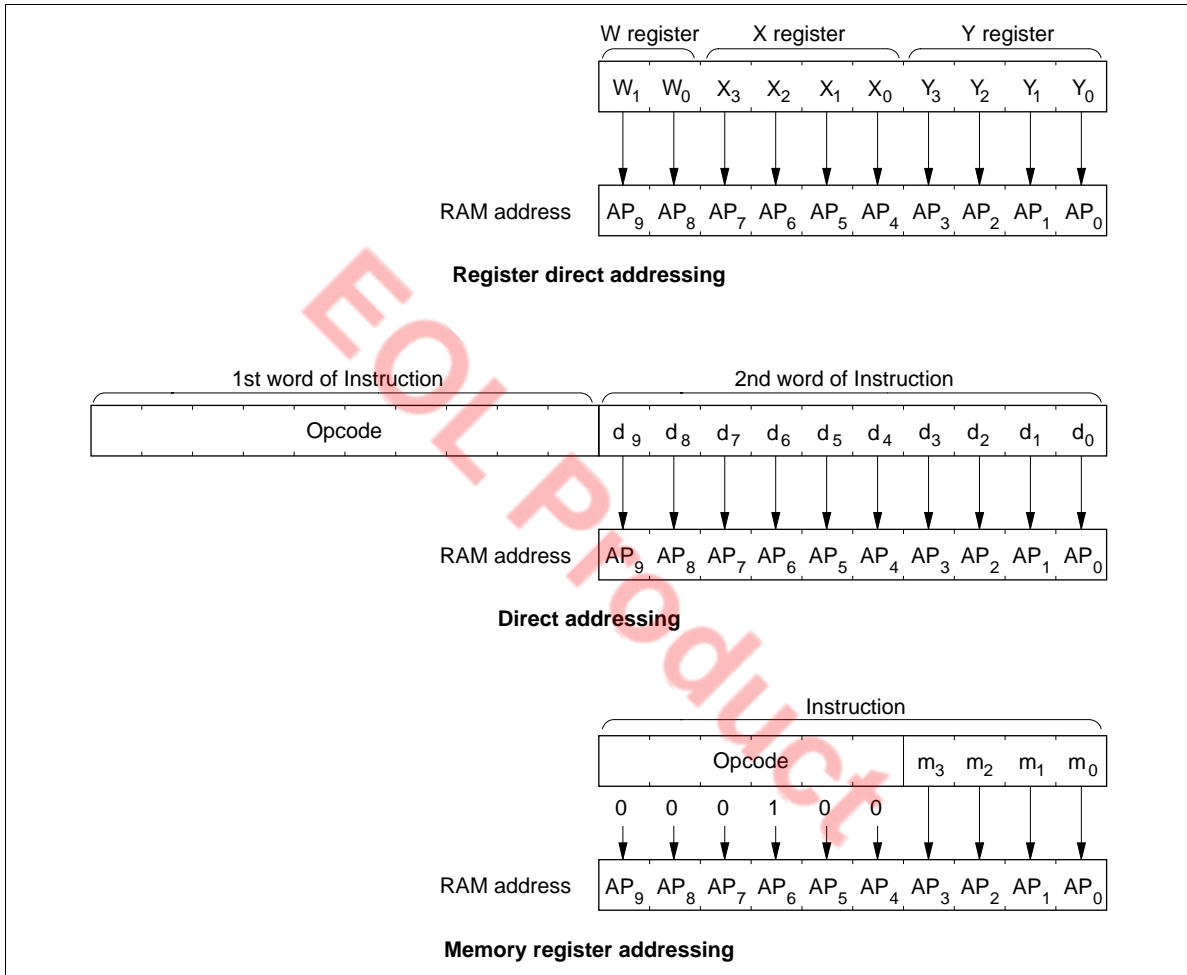 W register X register Y register
W1 W0 X3 X2 X1 X0 Y3 Y2 Y1 Y0
RAM address AP9 AP8 AP7 AP6 AP5 AP4 AP3 AP2 AP1 AP0
Register direct addressing
1st word of Instruction 2nd word of Instruction
Opcode d9 d8 d7 d6 d5 d4 d3 d2 d1 d0
RAM address AP9 AP8 AP7 AP6 AP5 AP4 AP3 AP2 AP1 AP0
Direct addressing
Instruction
Opcode m3 m2 m1 m0
0 0 0 1 0 0
RAM address AP9 AP8 AP7 AP6 AP5 AP4 AP3 AP2 AP1 AP0
Memory register addressing
EOL Product